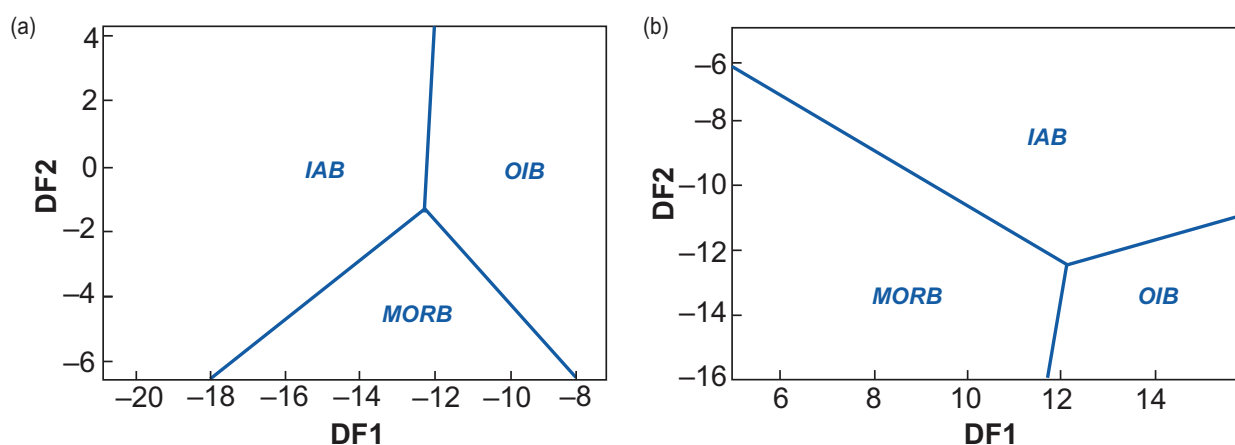 (a)
4
2
0
–2
–4
–6
DF2
IAB
OIB
MORB
–20 –18 –16 –14 –12 –10 –8
DF1
(b)
–6
–8
–10
–12
–14
–16
DF2
IAB
MORB
OIB
6 8 10 12 14
DF1